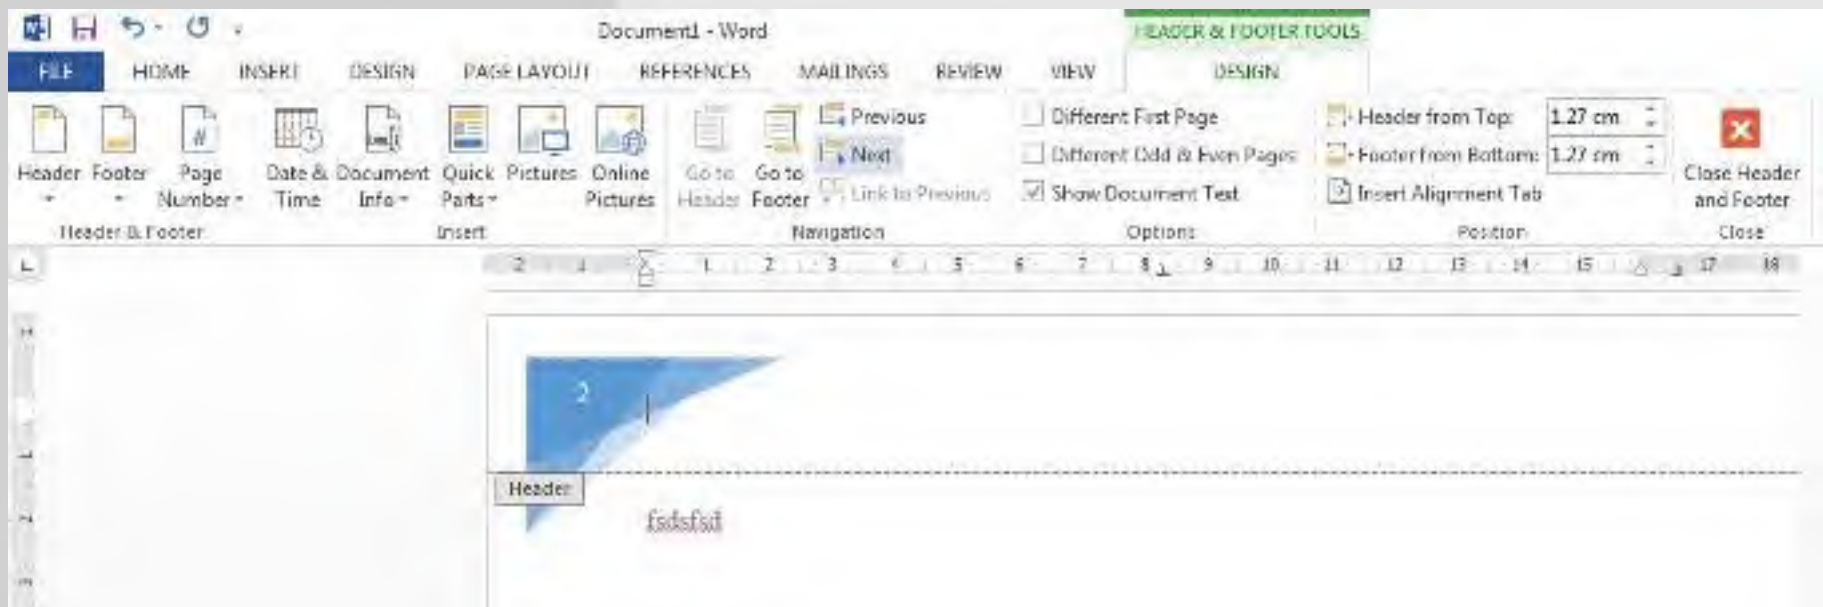 Document1 - Word
HEADER & FOOTER TOOLS
FILE HOME INSERT DESIGN PAGE LAYOUT REFERENCES MAILINGS REVIEW VIEW DESIGN
Previous Different First Page Header from Top: 1.27 cm
# Next Different Odd & Even Pages Footer from Bottom: 1.27 cm
Header Footer Page Date & Document Quick Pictures Online Go to Go to Close Header
Number Time Info Parts Pictures Header Footer Link to Previous Show Document Text Insert Alignment Tab and Footer
Header & Footer Insert Navigation Options Position Close
2 1 1 2 3 4 5 6 7 8 9 10 11 12 13 14 15 17 18
2
Header
fsdsfsd